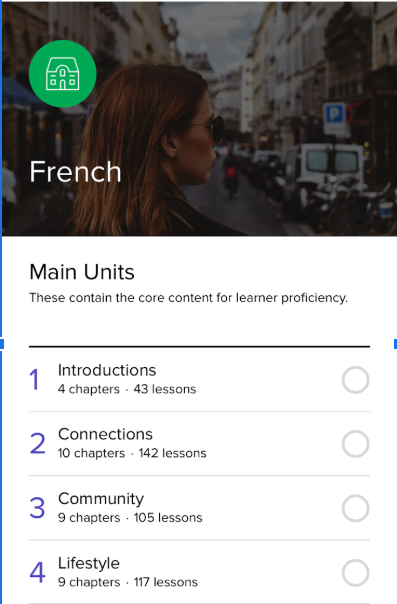 P
French
Main Units
These contain the core content for learner proficiency.
1 Introductions
4 chapters · 43 lessons
2 Connections
10 chapters · 142 lessons
3 Community
9 chapters · 105 lessons
4 Lifestyle
9 chapters · 117 lessons